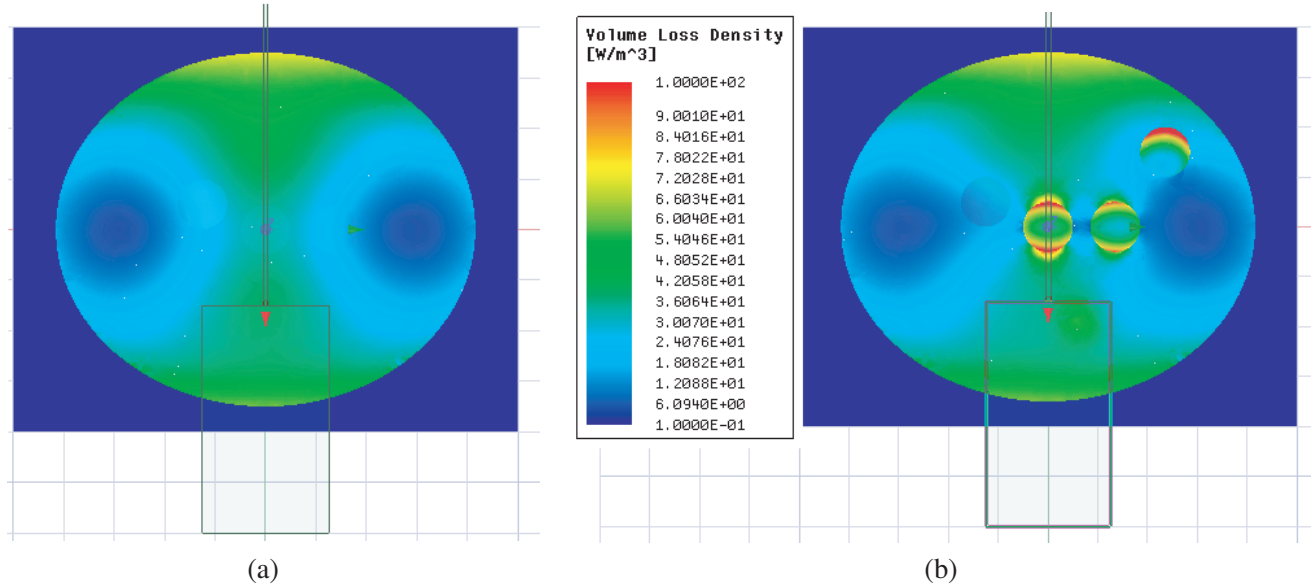 Volume Loss Density
[W/m^3]
1.0000E+02
9.0010E+01
8.4016E+01
7.8022E+01
7.2028E+01
6.6034E+01
6.0040E+01
5.4046E+01
4.8052E+01
4.2058E+01
3.6064E+01
3.0070E+01
2.4076E+01
1.8082E+01
1.2088E+01
6.0940E+00
1.0000E-01
(a)
(b)